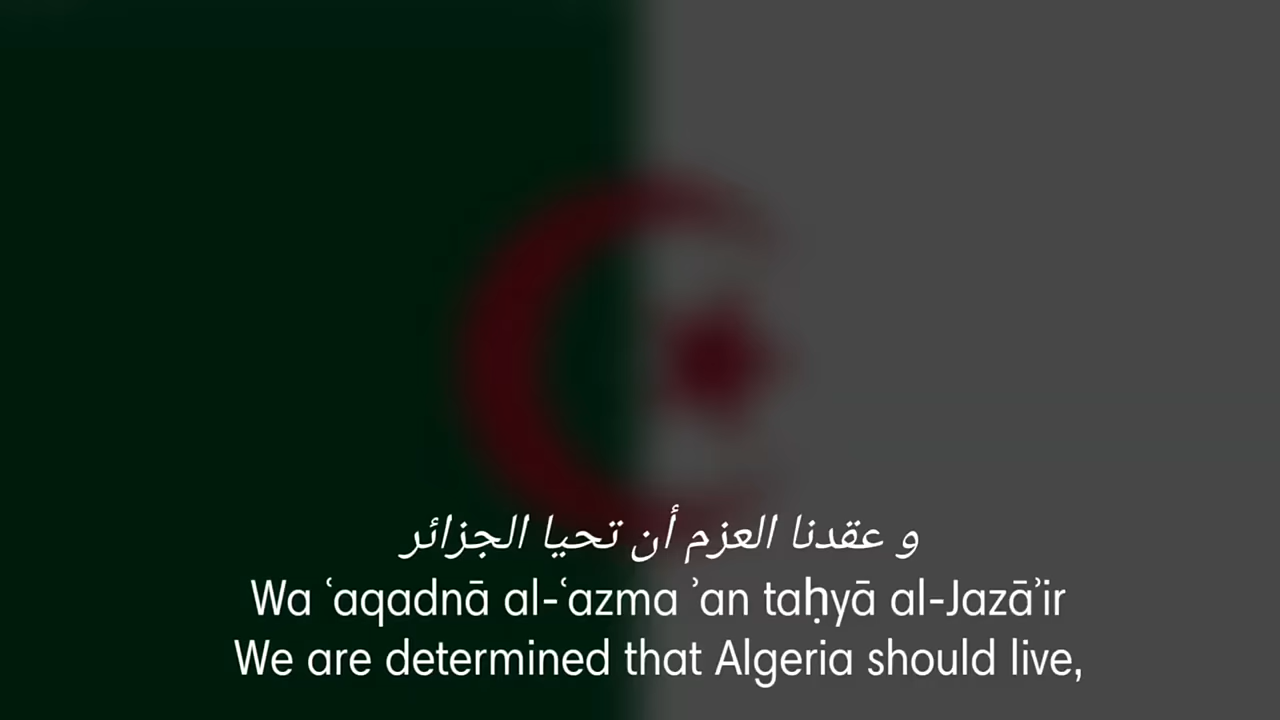 و عقدنا العزم أن تحيا الجزائر
Wa ʿaqadnā al-ʿazma ʾan taḥyā al-Jazāʾir
We are determined that Algeria should live,